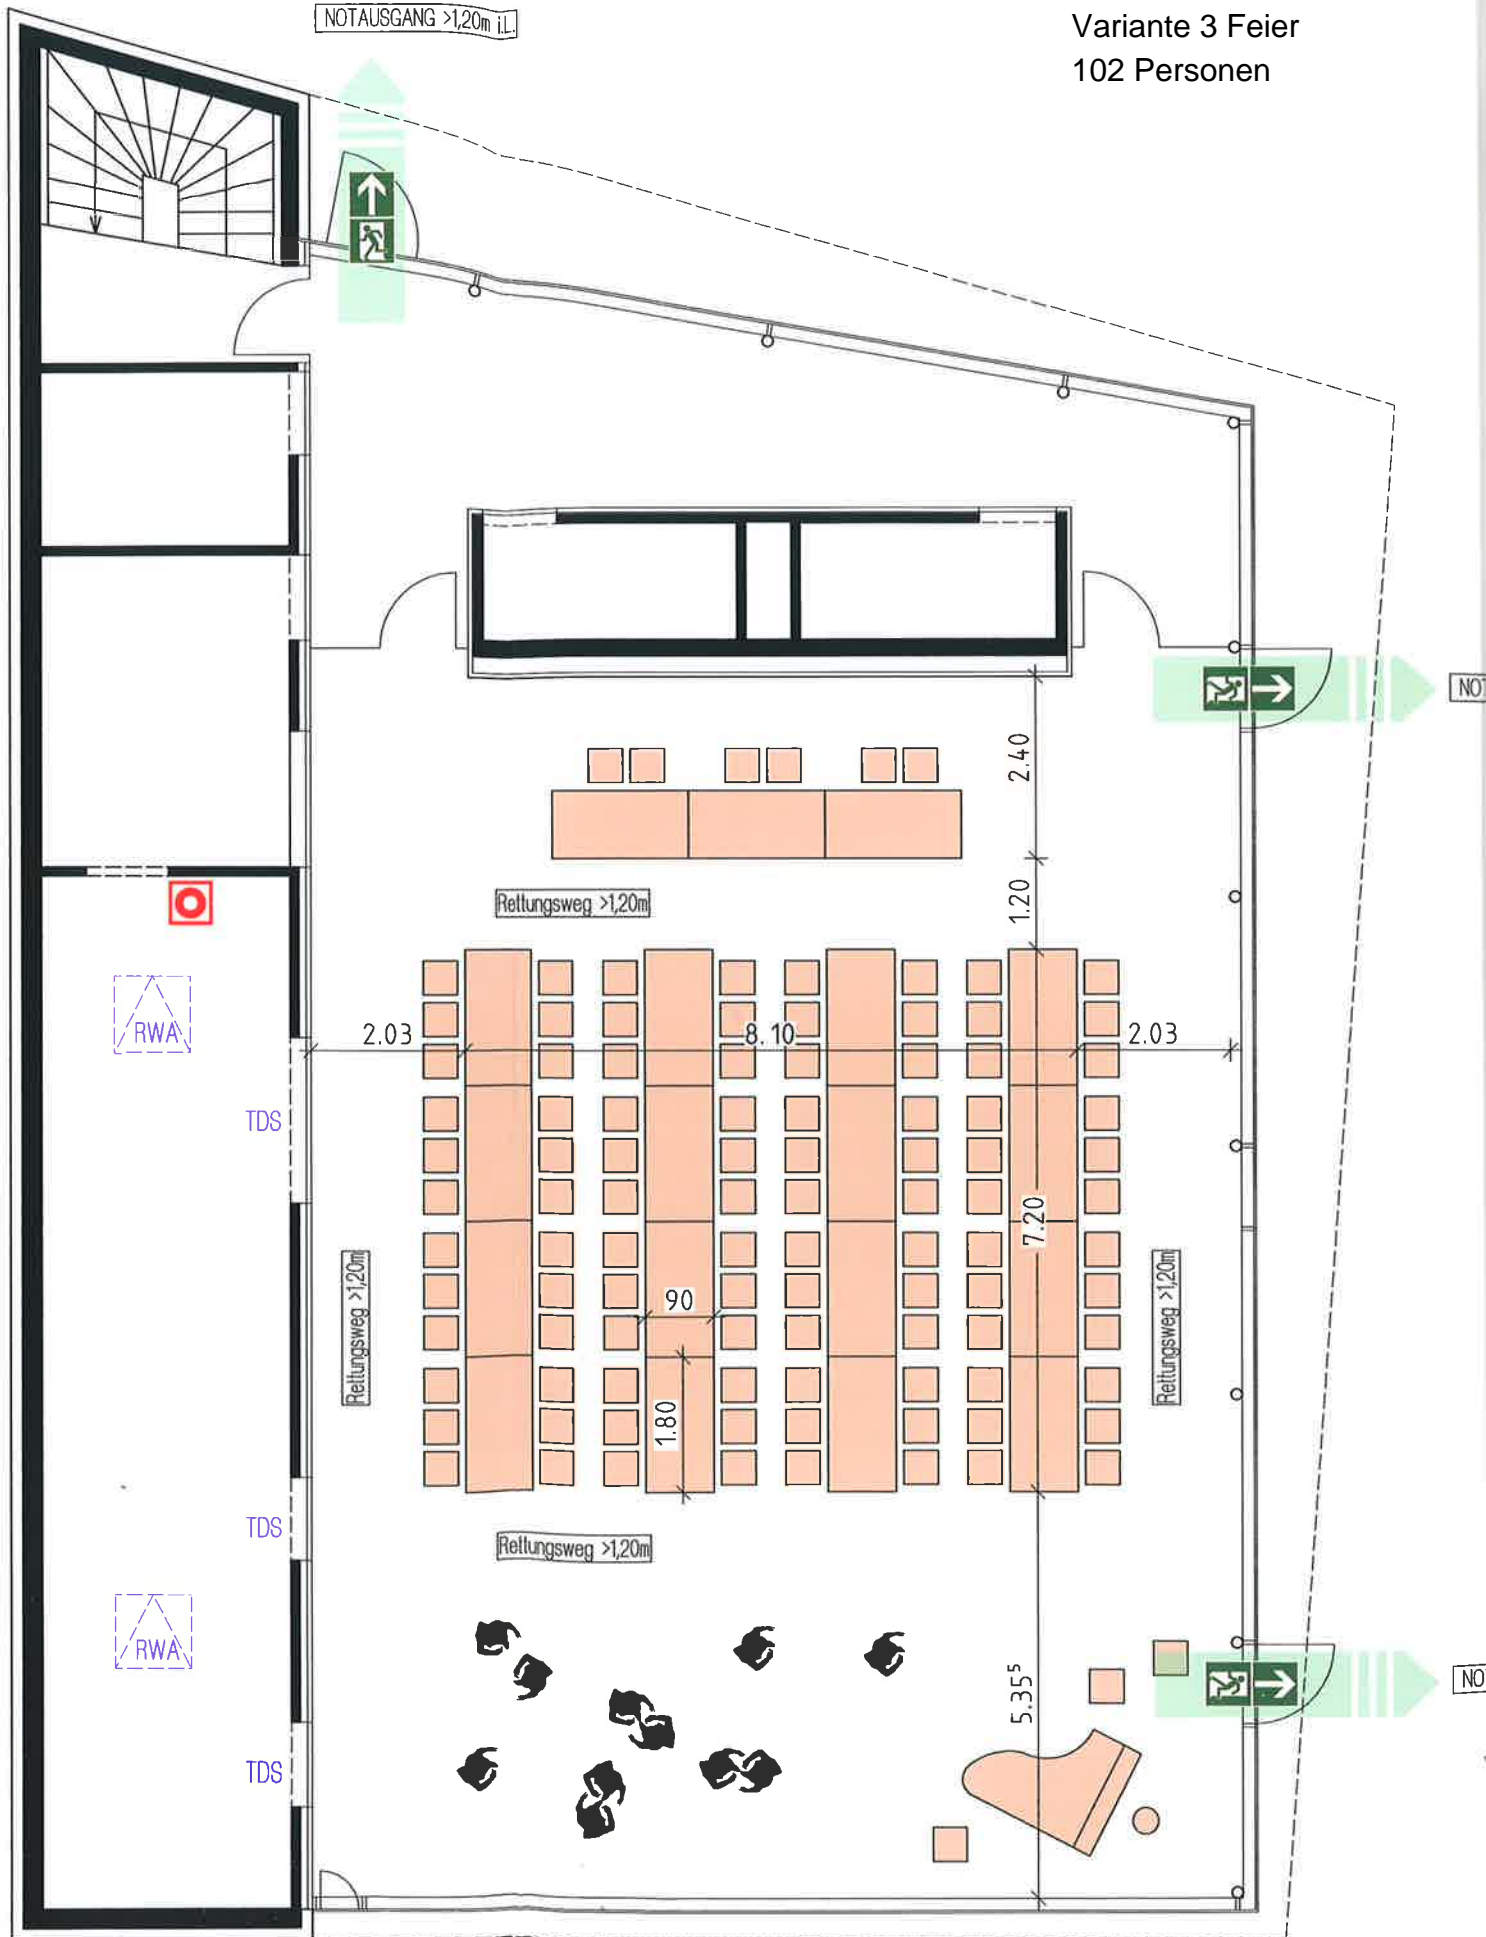 NOTAUSGANG >1,20m i.L.
Variante 3 Feier
102 Personen
NO
2.40
1.20
Rettungsweg >1,20m
RWA
2.03
8.10
2.03
TDS
7.20
Rettungsweg >1,20m
90
Rettungsweg >1,20m
1.80
TDS
Rettungsweg >1,20m
RWA
5.35⁵
NO
TDS